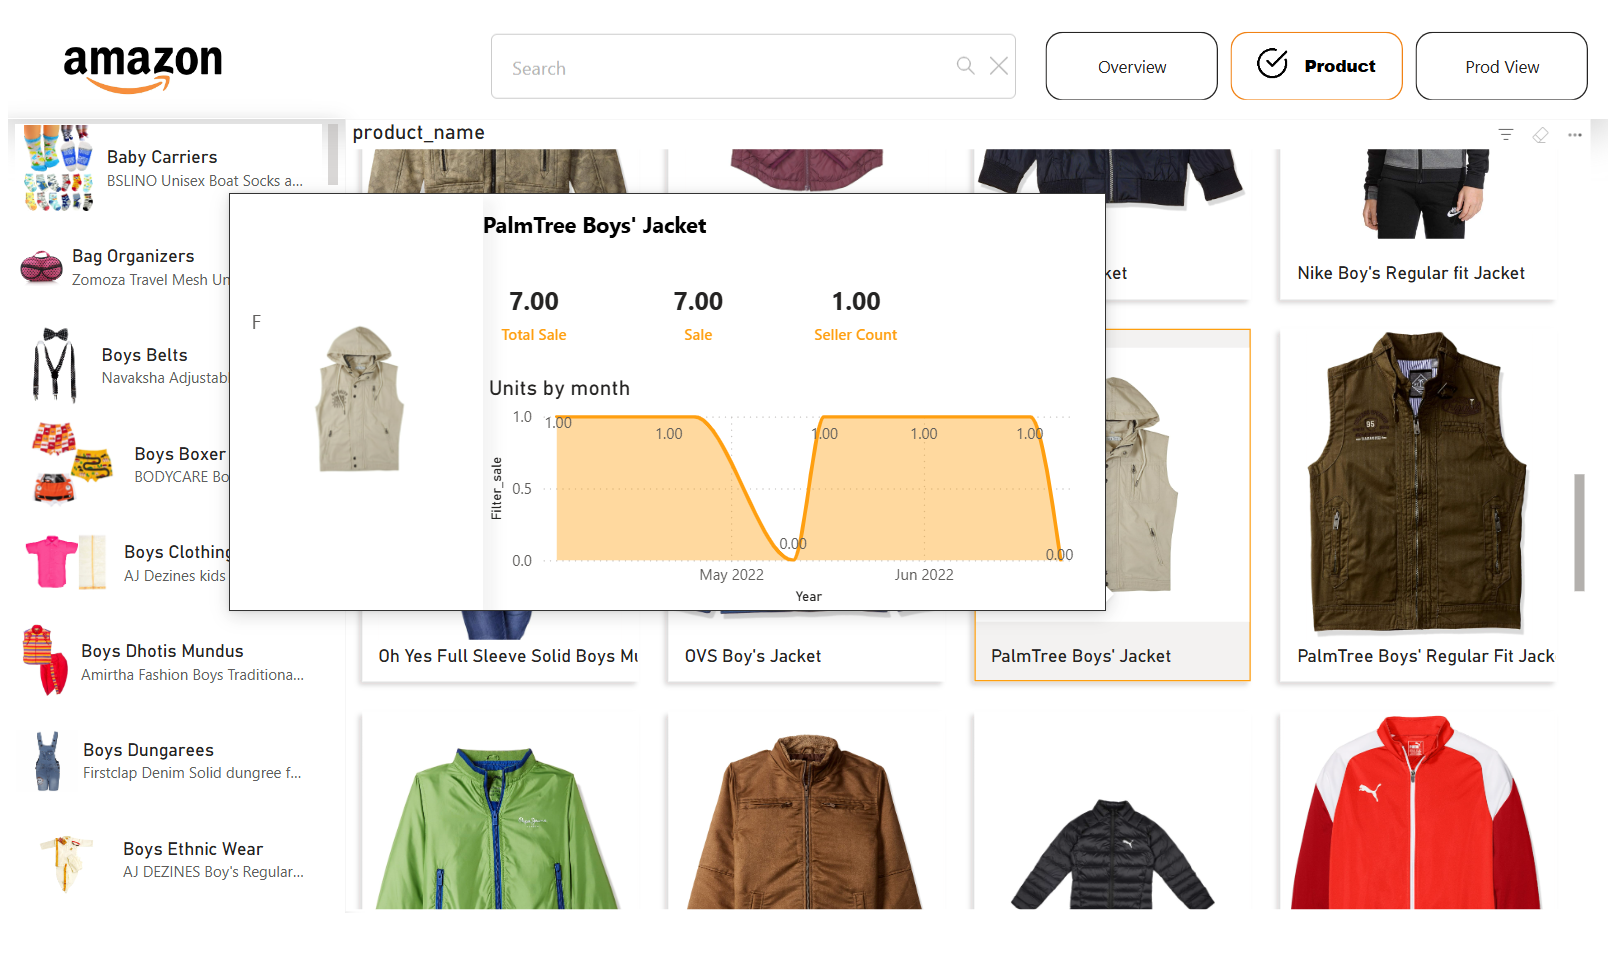 amazon
Search
Overview
Product
Prod View
product_name
Baby Carriers
BSLINO Unisex Boat Socks a...
Bag Organizers
Zomoza Travel Mesh Un
Boys Belts
Navaksha Adjustabl
Boys Boxer
BODYCARE Bo
Boys Clothing
AJ Dezines kids
Boys Dhotis Mundus
Amirtha Fashion Boys Traditiona...
Boys Dungarees
Firstclap Denim Solid dungree f...
Boys Ethnic Wear
AJ DEZINES Boy's Regular...
F
PalmTree Boys' Jacket
7.00
Total Sale
7.00
Sale
1.00
Seller Count
Units by month
Filter_sale
1.0
0.5
0.0
1.00
1.00
0.00
1.00
1.00
1.00
0.00
May 2022
Jun 2022
Year
ket
Nike Boy's Regular fit Jacket
95
Oh Yes Full Sleeve Solid Boys Mu
OVS Boy's Jacket
PalmTree Boys' Jacket
PalmTree Boys' Regular Fit Jack